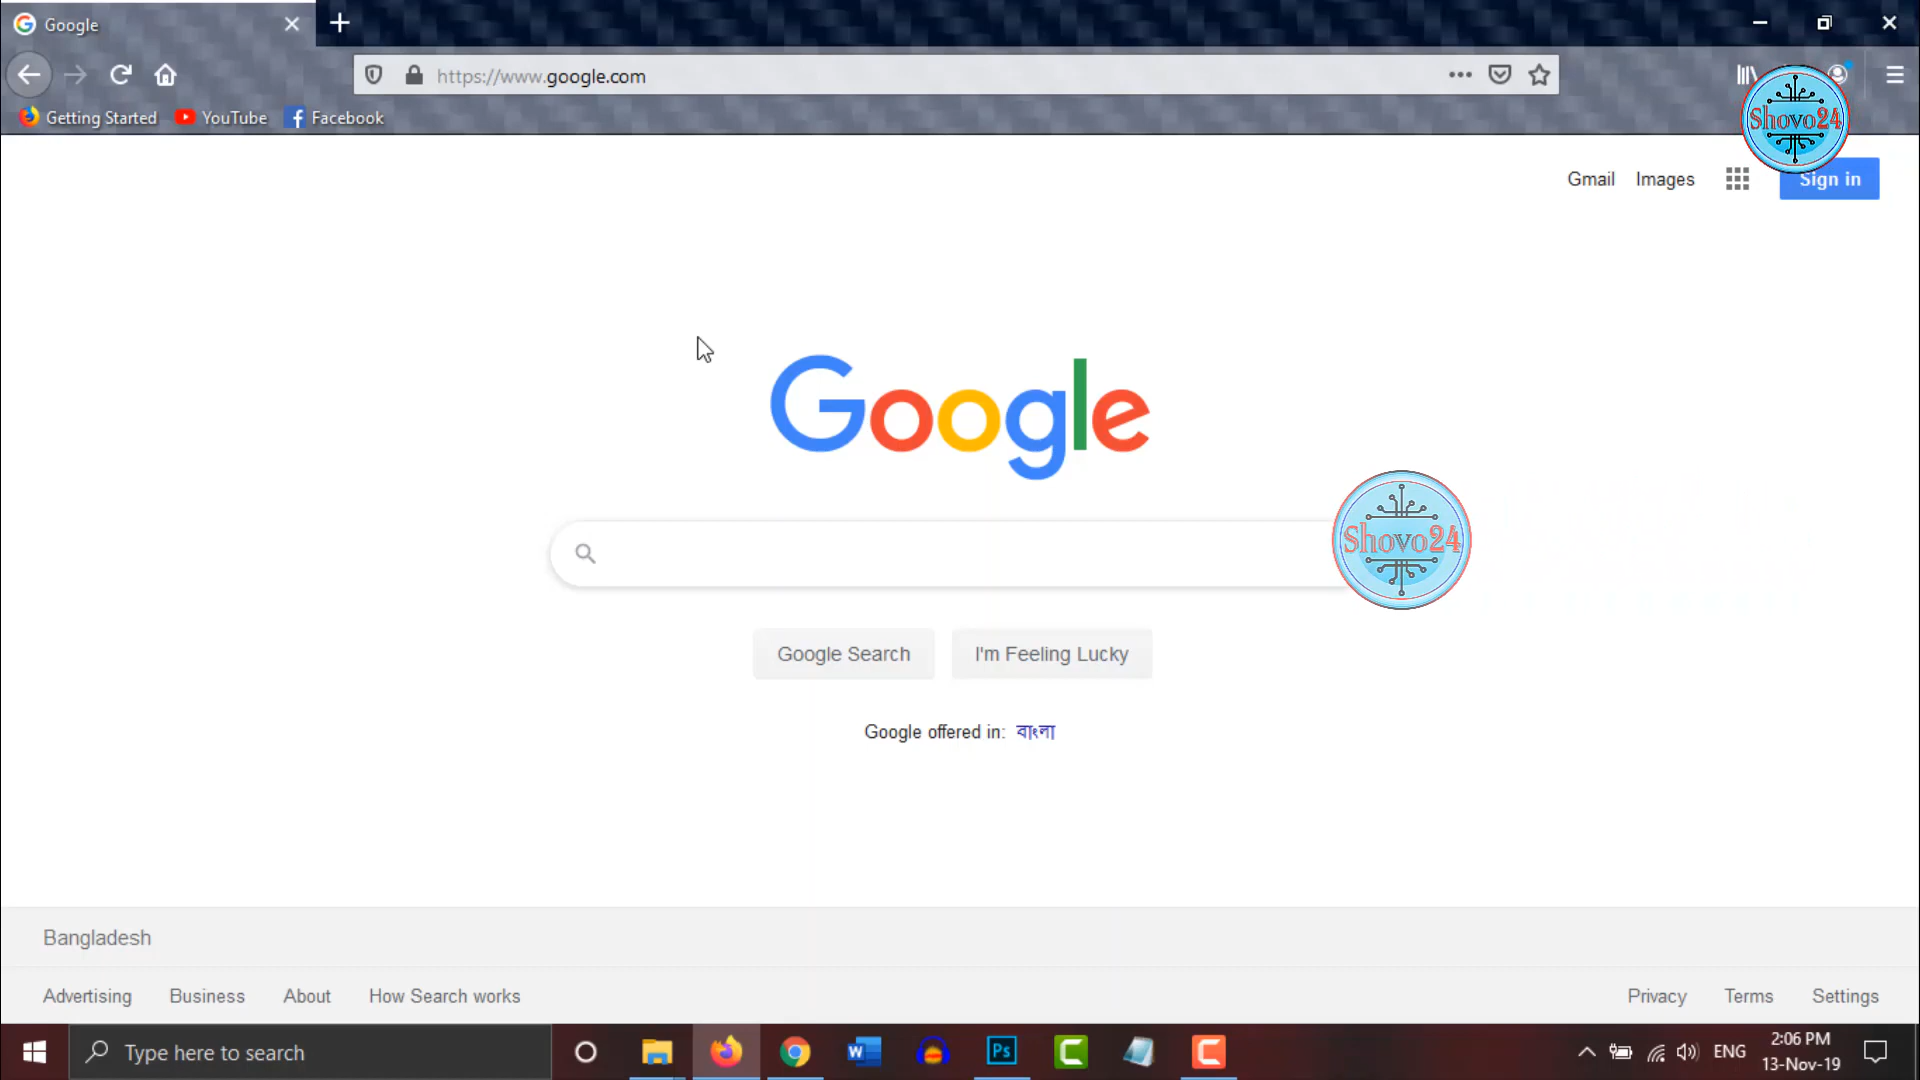 Google
https://www.google.com
Getting Started YouTube Facebook
Shovo24
Gmail Images Sign in
Google
Shovo24
Google Search I'm Feeling Lucky
Google offered in: বাংলা
Bangladesh
Advertising Business About How Search works Privacy Terms Settings
Type here to search W Ps C C ENG 2:06 PM
13-Nov-19